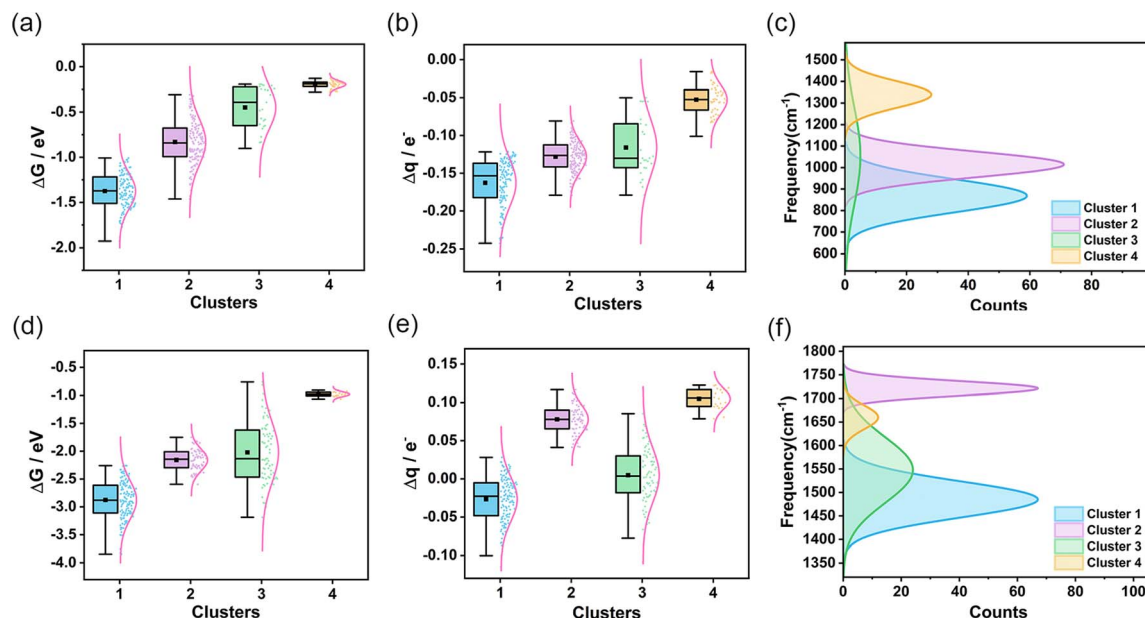 (a)
0.0
-0.5
-1.0
-1.5
-2.0
ΔG / eV
1 2 3 4
Clusters
(b)
0.00
-0.05
-0.10
-0.15
-0.20
-0.25
Δq / e-
1 2 3 4
Clusters
(c)
1500
1400
1300
1200
1100
1000
900
800
700
600
Frequency(cm-1)
Cluster 1
Cluster 2
Cluster 3
Cluster 4
0 20 40 60 80
Counts
(d)
-0.5
-1.0
-1.5
-2.0
-2.5
-3.0
-3.5
-4.0
ΔG / eV
1 2 3 4
Clusters
(e)
0.15
0.10
0.05
0.00
-0.05
-0.10
Δq / e-
1 2 3 4
Clusters
(f)
1800
1750
1700
1650
1600
1550
1500
1450
1400
1350
Frequency(cm-1)
Cluster 1
Cluster 2
Cluster 3
Cluster 4
0 20 40 60 80 100
Counts